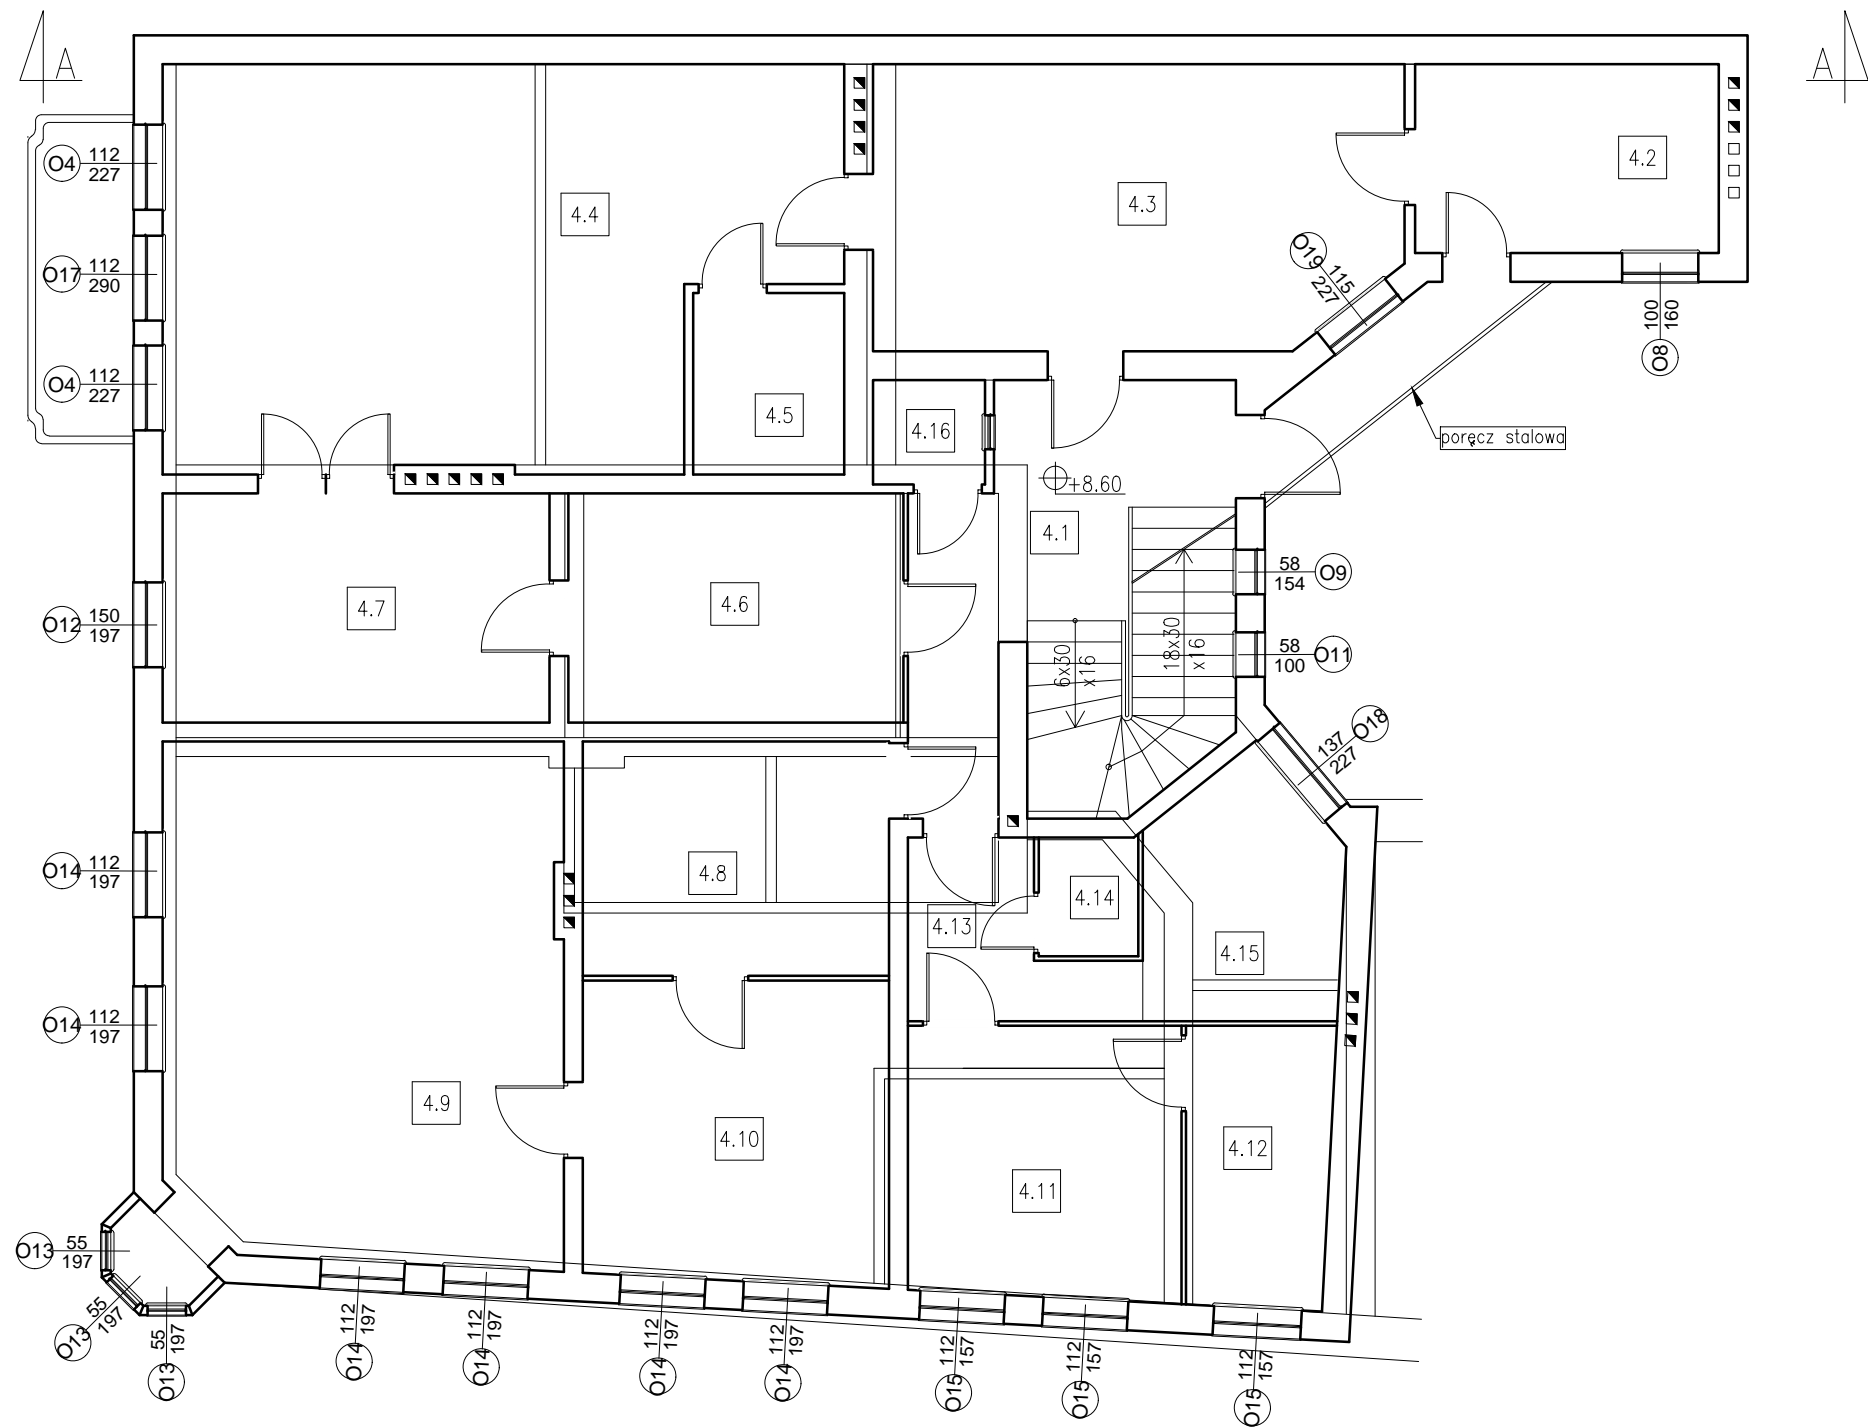 A
A
O4 112
227
O17 112
290
O4 112
227
4.4
4.3
4.2
O19 115
227
100
160
O8
4.5
4.16
poręcz stalowa
+8.60
4.1
O12 150
197
4.7
4.6
58
154 O9
58
100 O11
6x30
x16
18x30
x16
137
227 O18
O14 112
197
4.8
4.14
4.13
4.15
O14 112
197
4.9
4.10
4.11
4.12
O13 55
197
O13 55
197
O13 55
197
O14 112
197
O14 112
197
O14 112
197
O14 112
197
O15 112
157
O15 112
157
O15 112
157